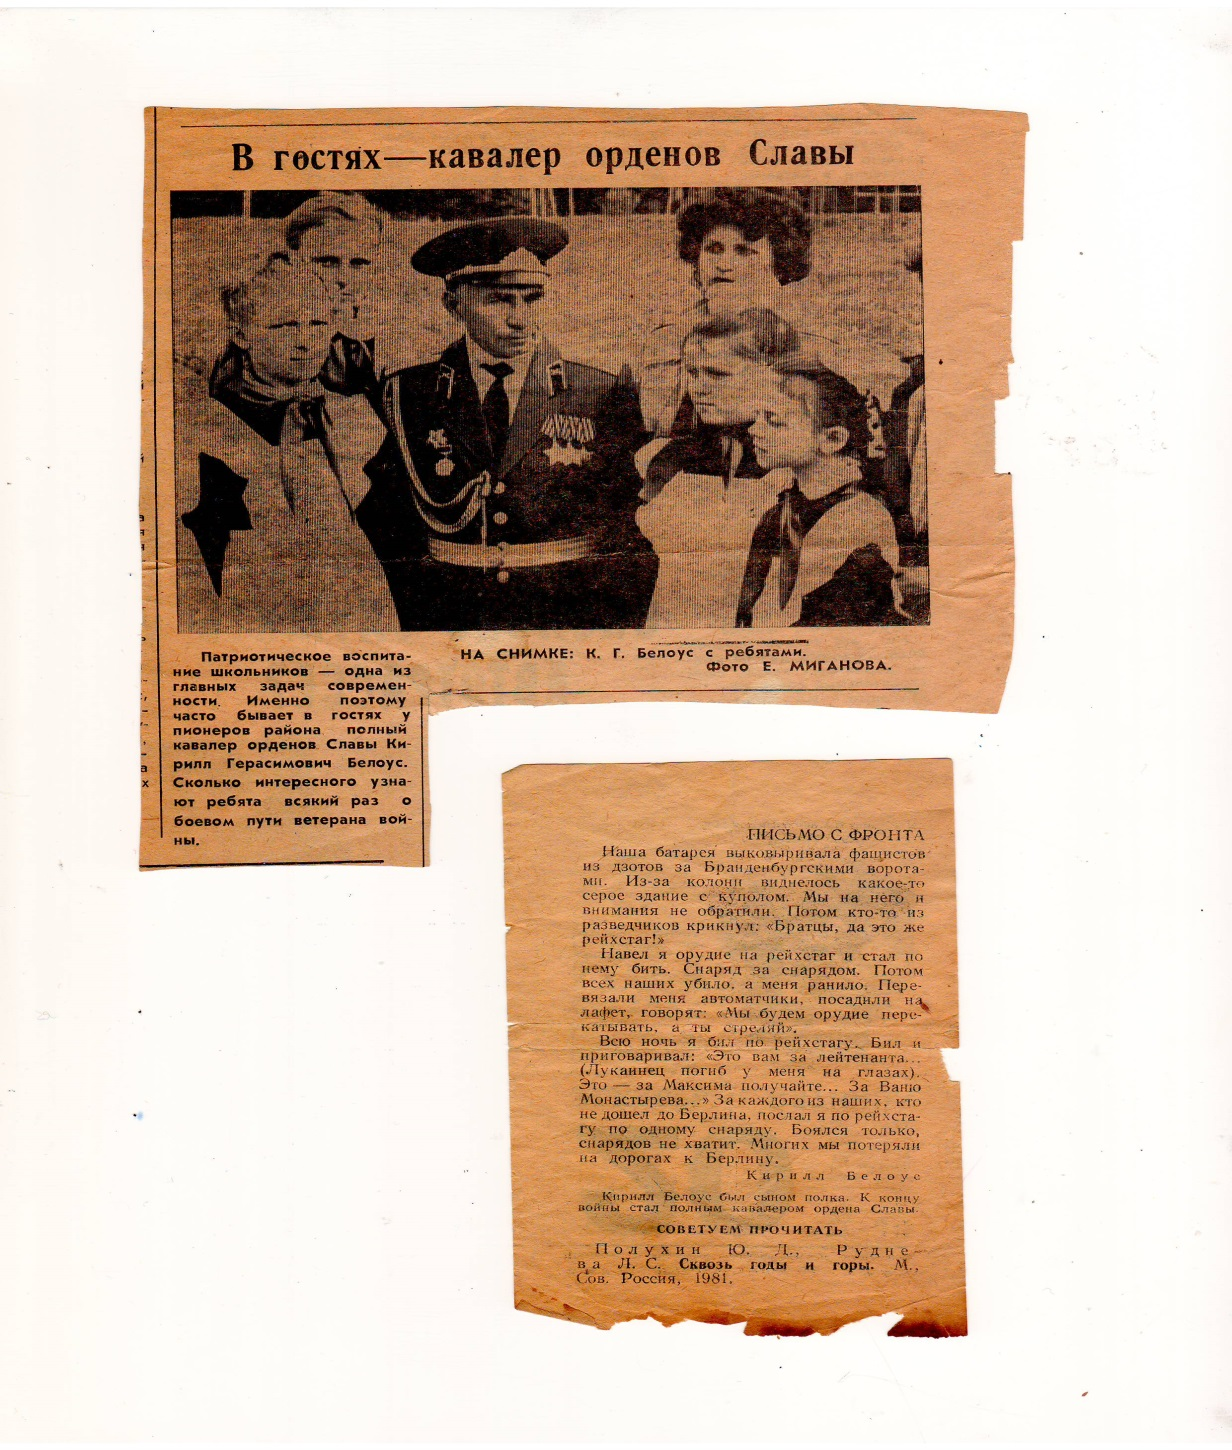 В гостях—кавалер орденов Славы
НА СНИМКЕ: К. Г. Белоус с ребятами.
Фото Е. МИГАНОВА.
Патриотическое воспита-
ние школьников — одна из
главных задач современ-
ности. Именно поэтому
часто бывает в гостях у
пионеров района полный
кавалер орденов Славы Ки-
рилл Герасимович Белоус.
Сколько интересного узна-
ют ребята всякий раз о
боевом пути ветерана вой-
ны.
ПИСЬМО С ФРОНТА
Наша батарея выковыривала фашистов
из дзотов за Бранденбургскими ворота-
ми. Из-за колонн виднелось какое-то
серое здание с куполом. Мы на него и
внимания не обратили. Потом кто-то из
разведчиков крикнул: «Братцы, да это же
рейхстаг!»
Навел я орудие на рейхстаг и стал по
нему бить. Снаряд за снарядом. Потом
всех наших убило, а меня ранило. Пере-
вязали меня автоматчики, посадили на
лафет, говорят: «Мы будем орудие пере-
катывать, а ты стреляй».
Всю ночь я бил по рейхстагу. Бил и
приговаривал: «Это вам за лейтенанта...
(Луканинец погиб у меня на глазах).
Это — за Максима получайте... За Ваню
Монастырева...» За каждого из наших, кто
не дошел до Берлина, послал я по рейхста-
гу по одному снаряду. Боялся только,
снарядов не хватит. Многих мы потеряли
на дорогах к Берлину.
Кирилл Белоус
Кирилл Белоус был сыном полка. К концу
войны стал полным кавалером ордена Славы.
СОВЕТУЕМ ПРОЧИТАТЬ
Полухин Ю. Д., Рудне-
ва Л. С. Сквозь годы и горы. М.,
Сов. Россия, 1981.